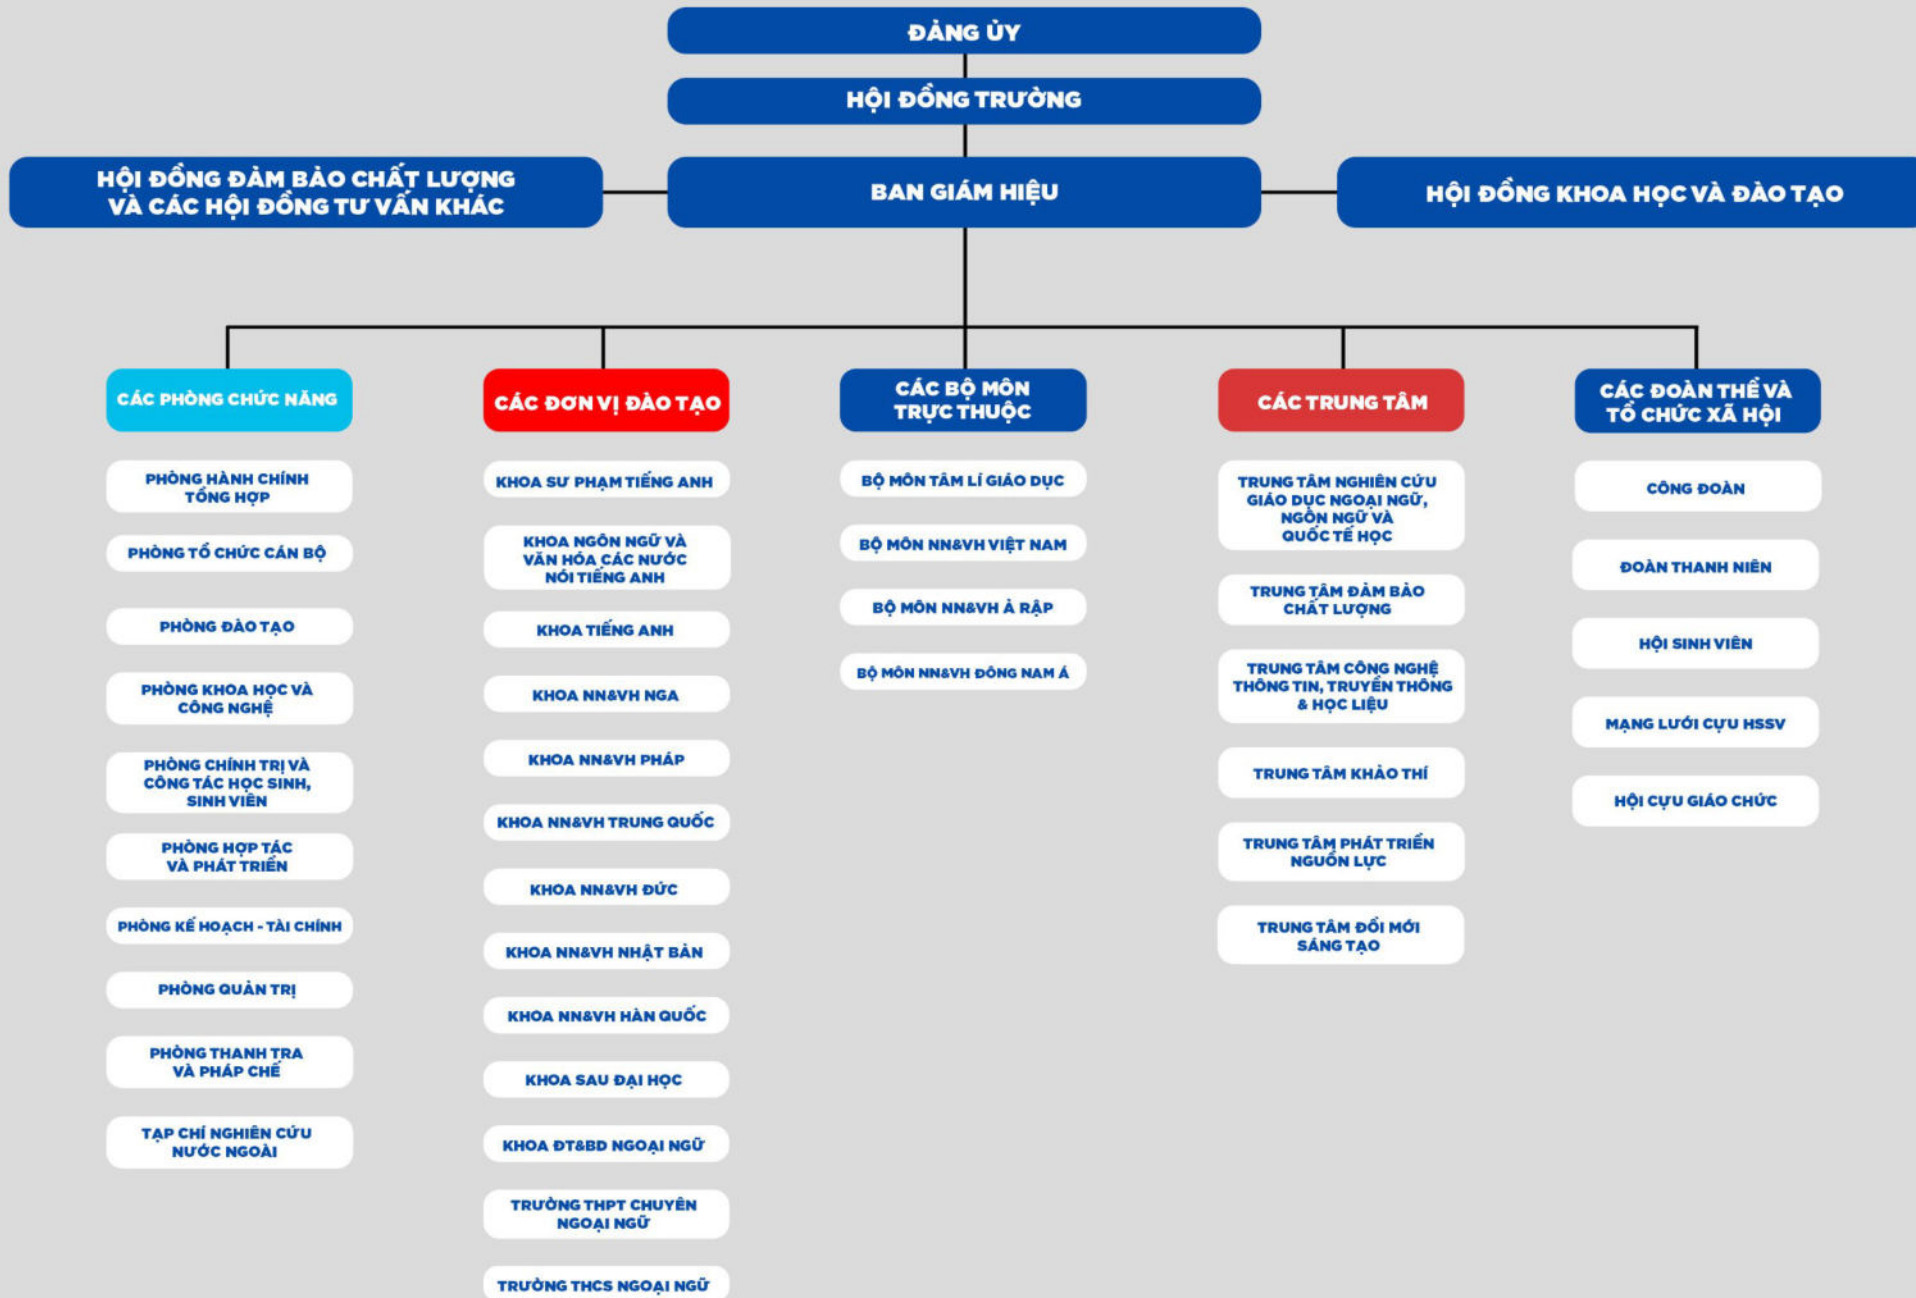 ĐẢNG ỦY
HỘI ĐỒNG TRƯỜNG
HỘI ĐỒNG ĐẢM BẢO CHẤT LƯỢNG
VÀ CÁC HỘI ĐỒNG TƯ VẤN KHÁC
BAN GIÁM HIỆU
HỘI ĐỒNG KHOA HỌC VÀ ĐÀO TẠO
CÁC PHÒNG CHỨC NĂNG
PHÒNG HÀNH CHÍNH
TỔNG HỢP
PHÒNG TỔ CHỨC CÁN BỘ
PHÒNG ĐÀO TẠO
PHÒNG KHOA HỌC VÀ
CÔNG NGHỆ
PHÒNG CHÍNH TRỊ VÀ
CÔNG TÁC HỌC SINH,
SINH VIÊN
PHÒNG HỢP TÁC
VÀ PHÁT TRIỂN
PHÒNG KẾ HOẠCH - TÀI CHÍNH
PHÒNG QUẢN TRỊ
PHÒNG THANH TRA
VÀ PHÁP CHẾ
TẠP CHÍ NGHIÊN CỨU
NƯỚC NGOÀI
CÁC ĐƠN VỊ ĐÀO TẠO
KHOA SƯ PHẠM TIẾNG ANH
KHOA NGÔN NGỮ VÀ
VĂN HÓA CÁC NƯỚC
NÓI TIẾNG ANH
KHOA TIẾNG ANH
KHOA NN&VH NGA
KHOA NN&VH PHÁP
KHOA NN&VH TRUNG QUỐC
KHOA NN&VH ĐỨC
KHOA NN&VH NHẬT BẢN
KHOA NN&VH HÀN QUỐC
KHOA SAU ĐẠI HỌC
KHOA ĐT&BD NGOẠI NGỮ
TRƯỜNG THPT CHUYÊN
NGOẠI NGỮ
TRƯỜNG THCS NGOẠI NGỮ
CÁC BỘ MÔN
TRỰC THUỘC
BỘ MÔN TÂM LÍ GIÁO DỤC
BỘ MÔN NN&VH VIỆT NAM
BỘ MÔN NN&VH Ả RẬP
BỘ MÔN NN&VH ĐÔNG NAM Á
CÁC TRUNG TÂM
TRUNG TÂM NGHIÊN CỨU
GIÁO DỤC NGOẠI NGỮ,
NGÔN NGỮ VÀ
QUỐC TẾ HỌC
TRUNG TÂM ĐẢM BẢO
CHẤT LƯỢNG
TRUNG TÂM CÔNG NGHỆ
THÔNG TIN, TRUYỀN THÔNG
& HỌC LIỆU
TRUNG TÂM KHẢO THÍ
TRUNG TÂM PHÁT TRIỂN
NGUỒN LỰC
TRUNG TÂM ĐỔI MỚI
SÁNG TẠO
CÁC ĐOÀN THỂ VÀ
TỔ CHỨC XÃ HỘI
CÔNG ĐOÀN
ĐOÀN THANH NIÊN
HỘI SINH VIÊN
MẠNG LƯỚI CỰU HSSV
HỘI CỰU GIÁO CHỨC